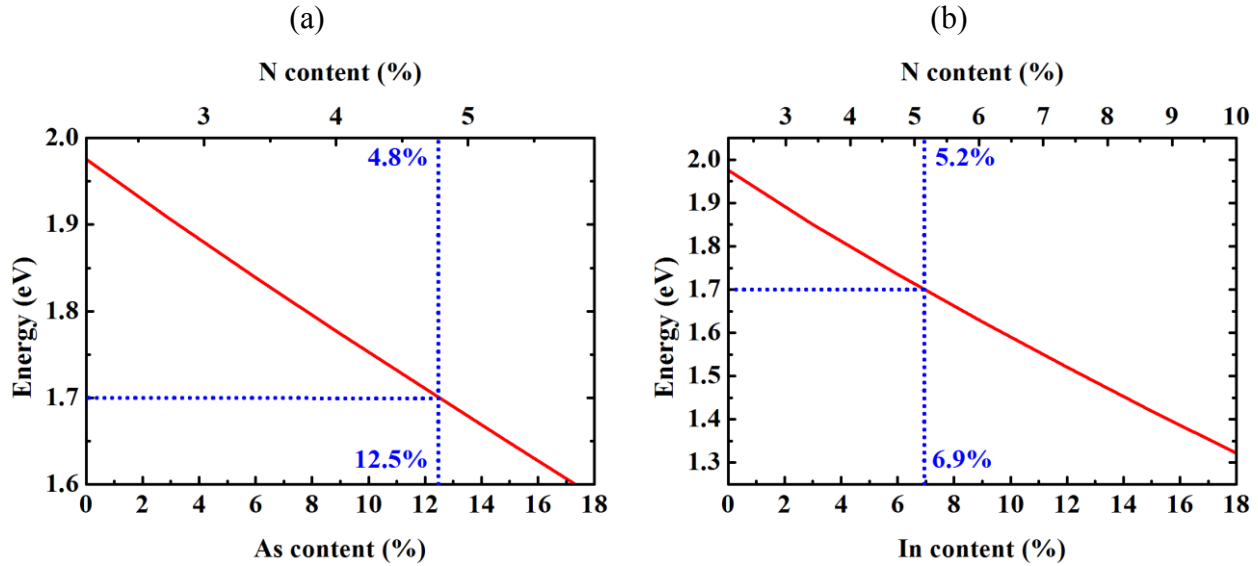 (a)
N content (%)
3 4 5
2.0
1.9
1.8
1.7
1.6
Energy (eV)
4.8%
12.5%
0 2 4 6 8 10 12 14 16 18
As content (%)
(b)
N content (%)
3 4 5 6 7 8 9 10
2.0
1.9
1.8
1.7
1.6
1.5
1.4
1.3
Energy (eV)
5.2%
6.9%
0 2 4 6 8 10 12 14 16 18
In content (%)